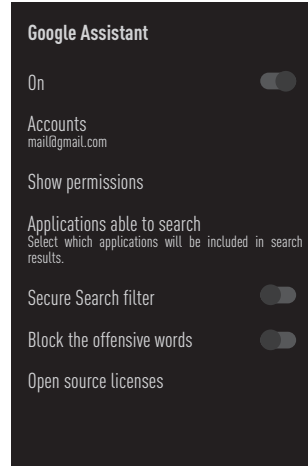 Google Assistant
On
Accounts
mail@gmail.com
Show permissions
Applications able to search
Select which applications will be included in search
results.
Secure Search filter
Block the offensive words
Open source licenses